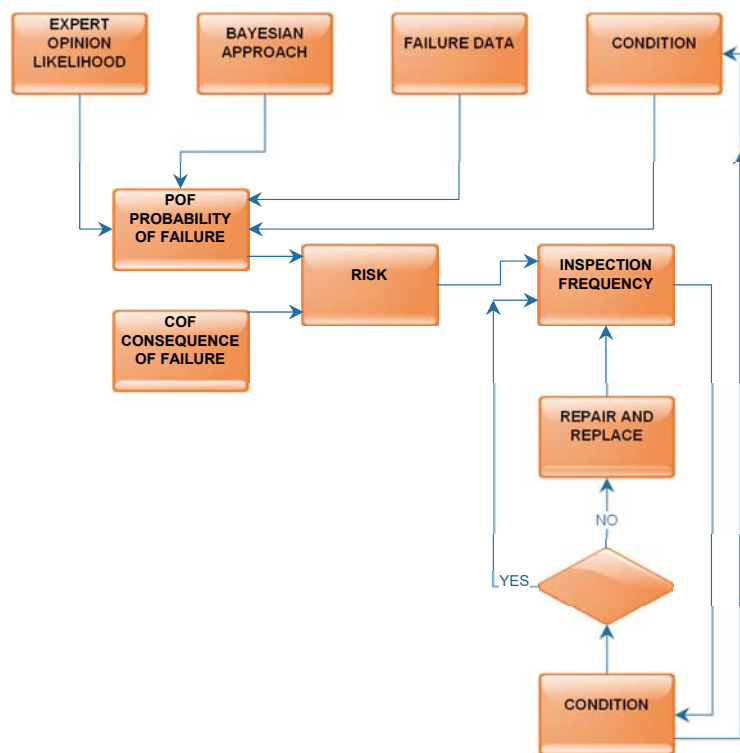 EXPERT
OPINION
LIKELIHOOD
BAYESIAN
APPROACH
FAILURE DATA
CONDITION
POF
PROBABILITY
OF FAILURE
RISK
INSPECTION
FREQUENCY
COF
CONSEQUENCE
OF FAILURE
REPAIR AND
REPLACE
NO
YES
CONDITION